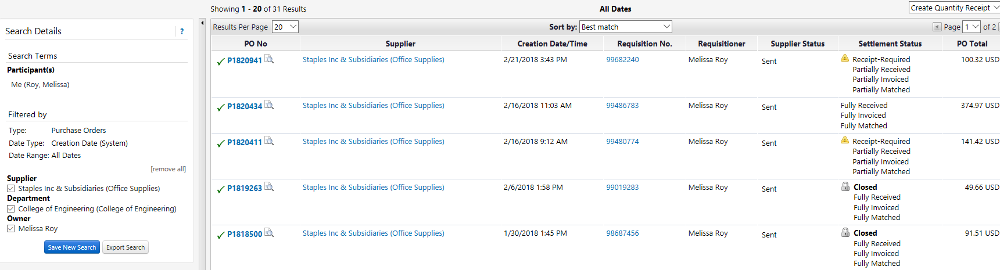 Showing 1 - 20 of 31 Results
All Dates
Create Quantity Receipt
Search Details
?
Search Terms
Participant(s)
Me (Roy, Melissa)
Filtered by
Type: Purchase Orders
Date Type: Creation Date (System)
Date Range: All Dates
[remove all]
Supplier
Staples Inc & Subsidiaries (Office Supplies)
Department
College of Engineering (College of Engineering)
Owner
Melissa Roy
Save New Search Export Search
Results Per Page 20 Sort by: Best match Page 1 of 2
PO No Supplier Creation Date/Time Requisition No. Requisitioner Supplier Status Settlement Status PO Total
P1820941 Staples Inc & Subsidiaries (Office Supplies) 2/21/2018 3:43 PM 99682240 Melissa Roy Sent Receipt-Required 100.32 USD
Partially Received
Partially Invoiced
Partially Matched
P1820434 Staples Inc & Subsidiaries (Office Supplies) 2/16/2018 11:03 AM 99486783 Melissa Roy Sent Fully Received 374.97 USD
Fully Invoiced
Fully Matched
P1820411 Staples Inc & Subsidiaries (Office Supplies) 2/16/2018 9:12 AM 99480774 Melissa Roy Sent Receipt-Required 141.42 USD
Partially Received
Partially Invoiced
Partially Matched
P1819263 Staples Inc & Subsidiaries (Office Supplies) 2/6/2018 1:58 PM 99019283 Melissa Roy Sent Closed 49.66 USD
Fully Received
Fully Invoiced
Fully Matched
P1818500 Staples Inc & Subsidiaries (Office Supplies) 1/30/2018 1:45 PM 98687456 Melissa Roy Sent Closed 91.51 USD
Fully Received
Fully Invoiced
Fully Matched